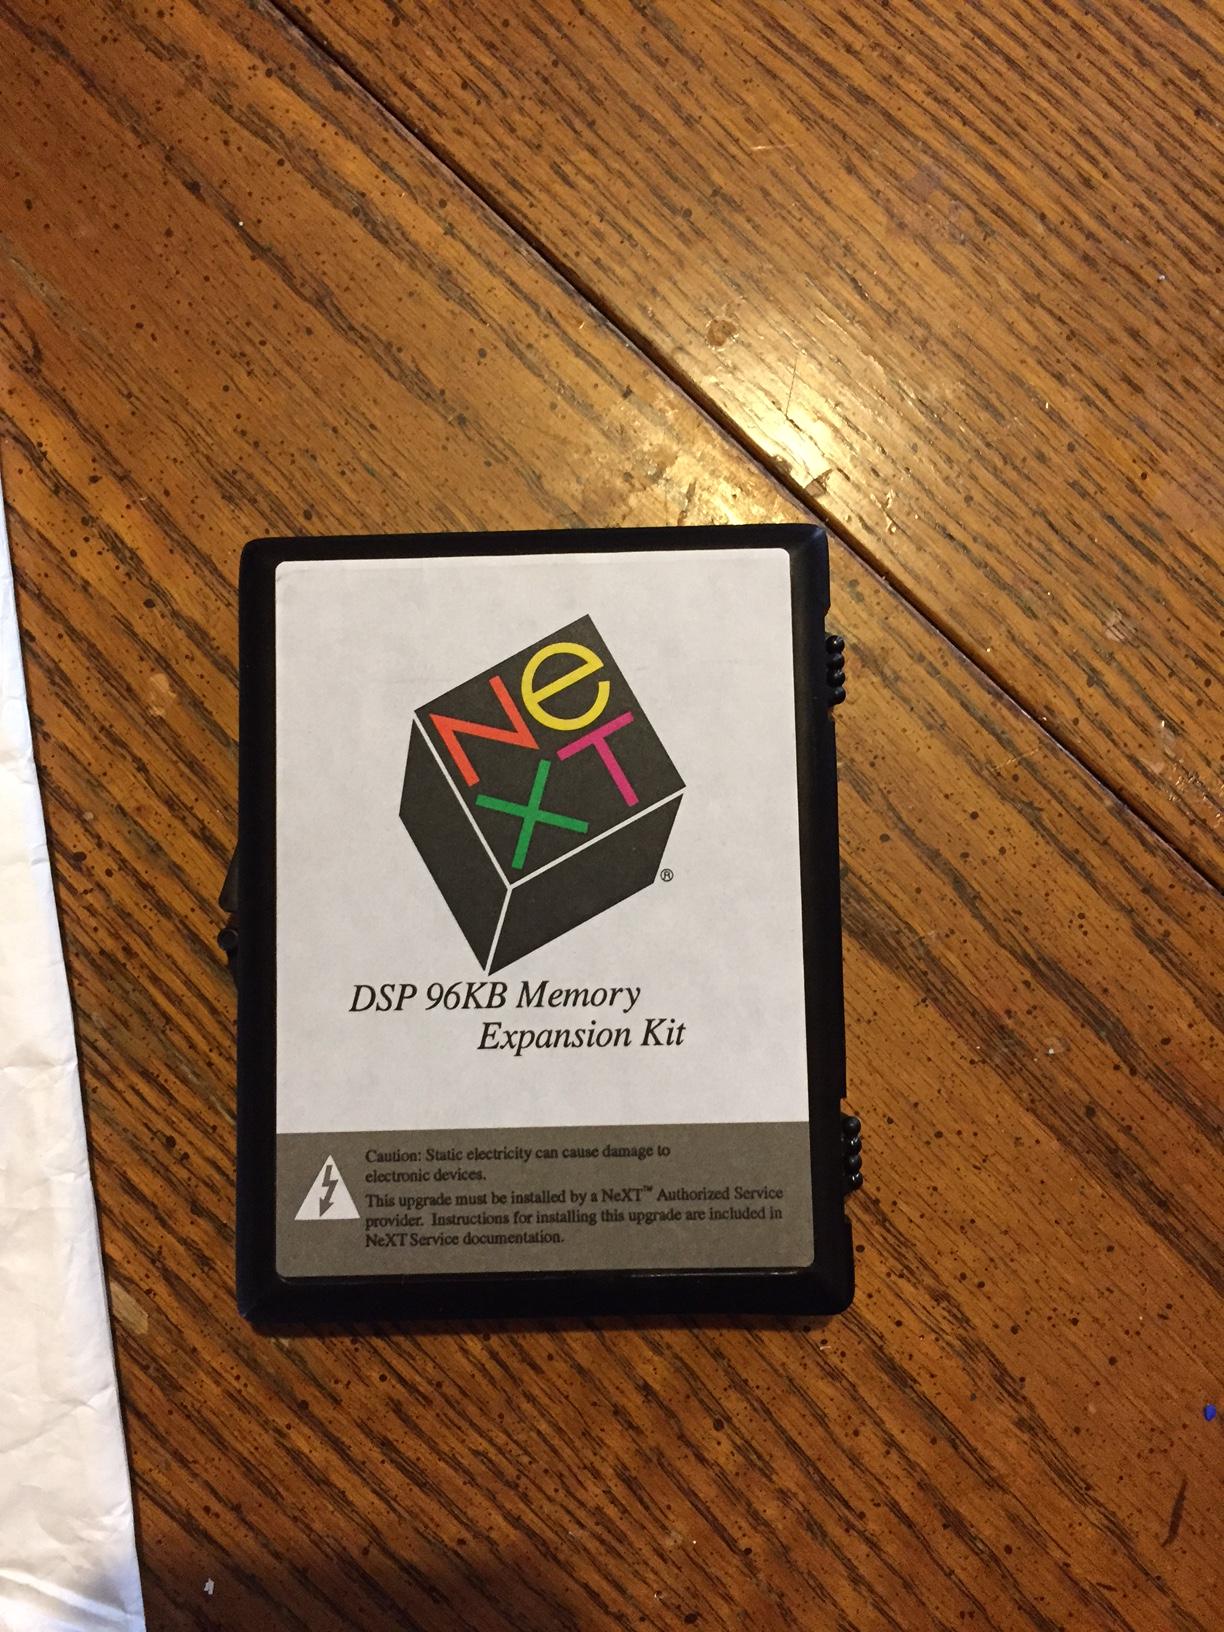 NeXT
®
DSP 96KB Memory
Expansion Kit
Caution: Static electricity can cause damage to
electronic devices.
This upgrade must be installed by a NeXT™ Authorized Service
provider. Instructions for installing this upgrade are included in
NeXT Service documentation.